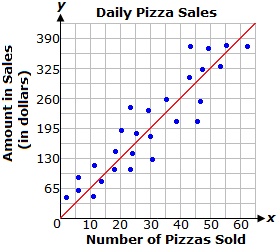 y
Daily Pizza Sales
Amount in Sales
(in dollars)
390
325
260
195
130
65
0
10 20 30 40 50 60
x
Number of Pizzas Sold